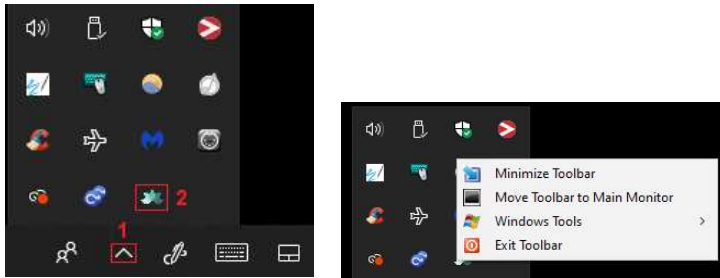 2
1
Minimize Toolbar
Move Toolbar to Main Monitor
Windows Tools
Exit Toolbar